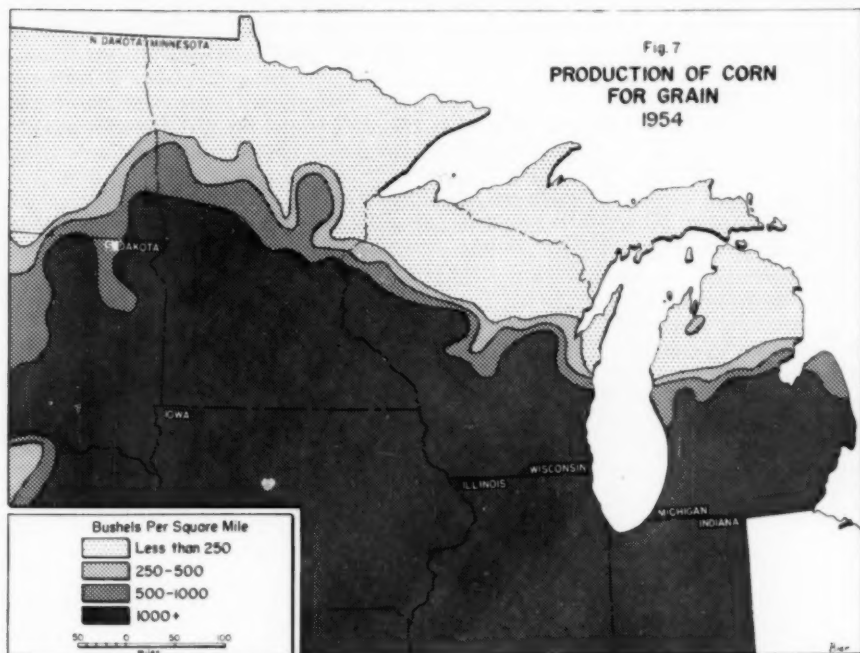 Fig. 7
PRODUCTION OF CORN
FOR GRAIN
1954
N DAKOTA MINNESOTA
DAKOTA
IOWA
WISCONSIN
ILLINOIS
MICHIGAN
INDIANA
Bushels Per Square Mile
Less than 250
250-500
500-1000
1000+
50 0 50 100
miles